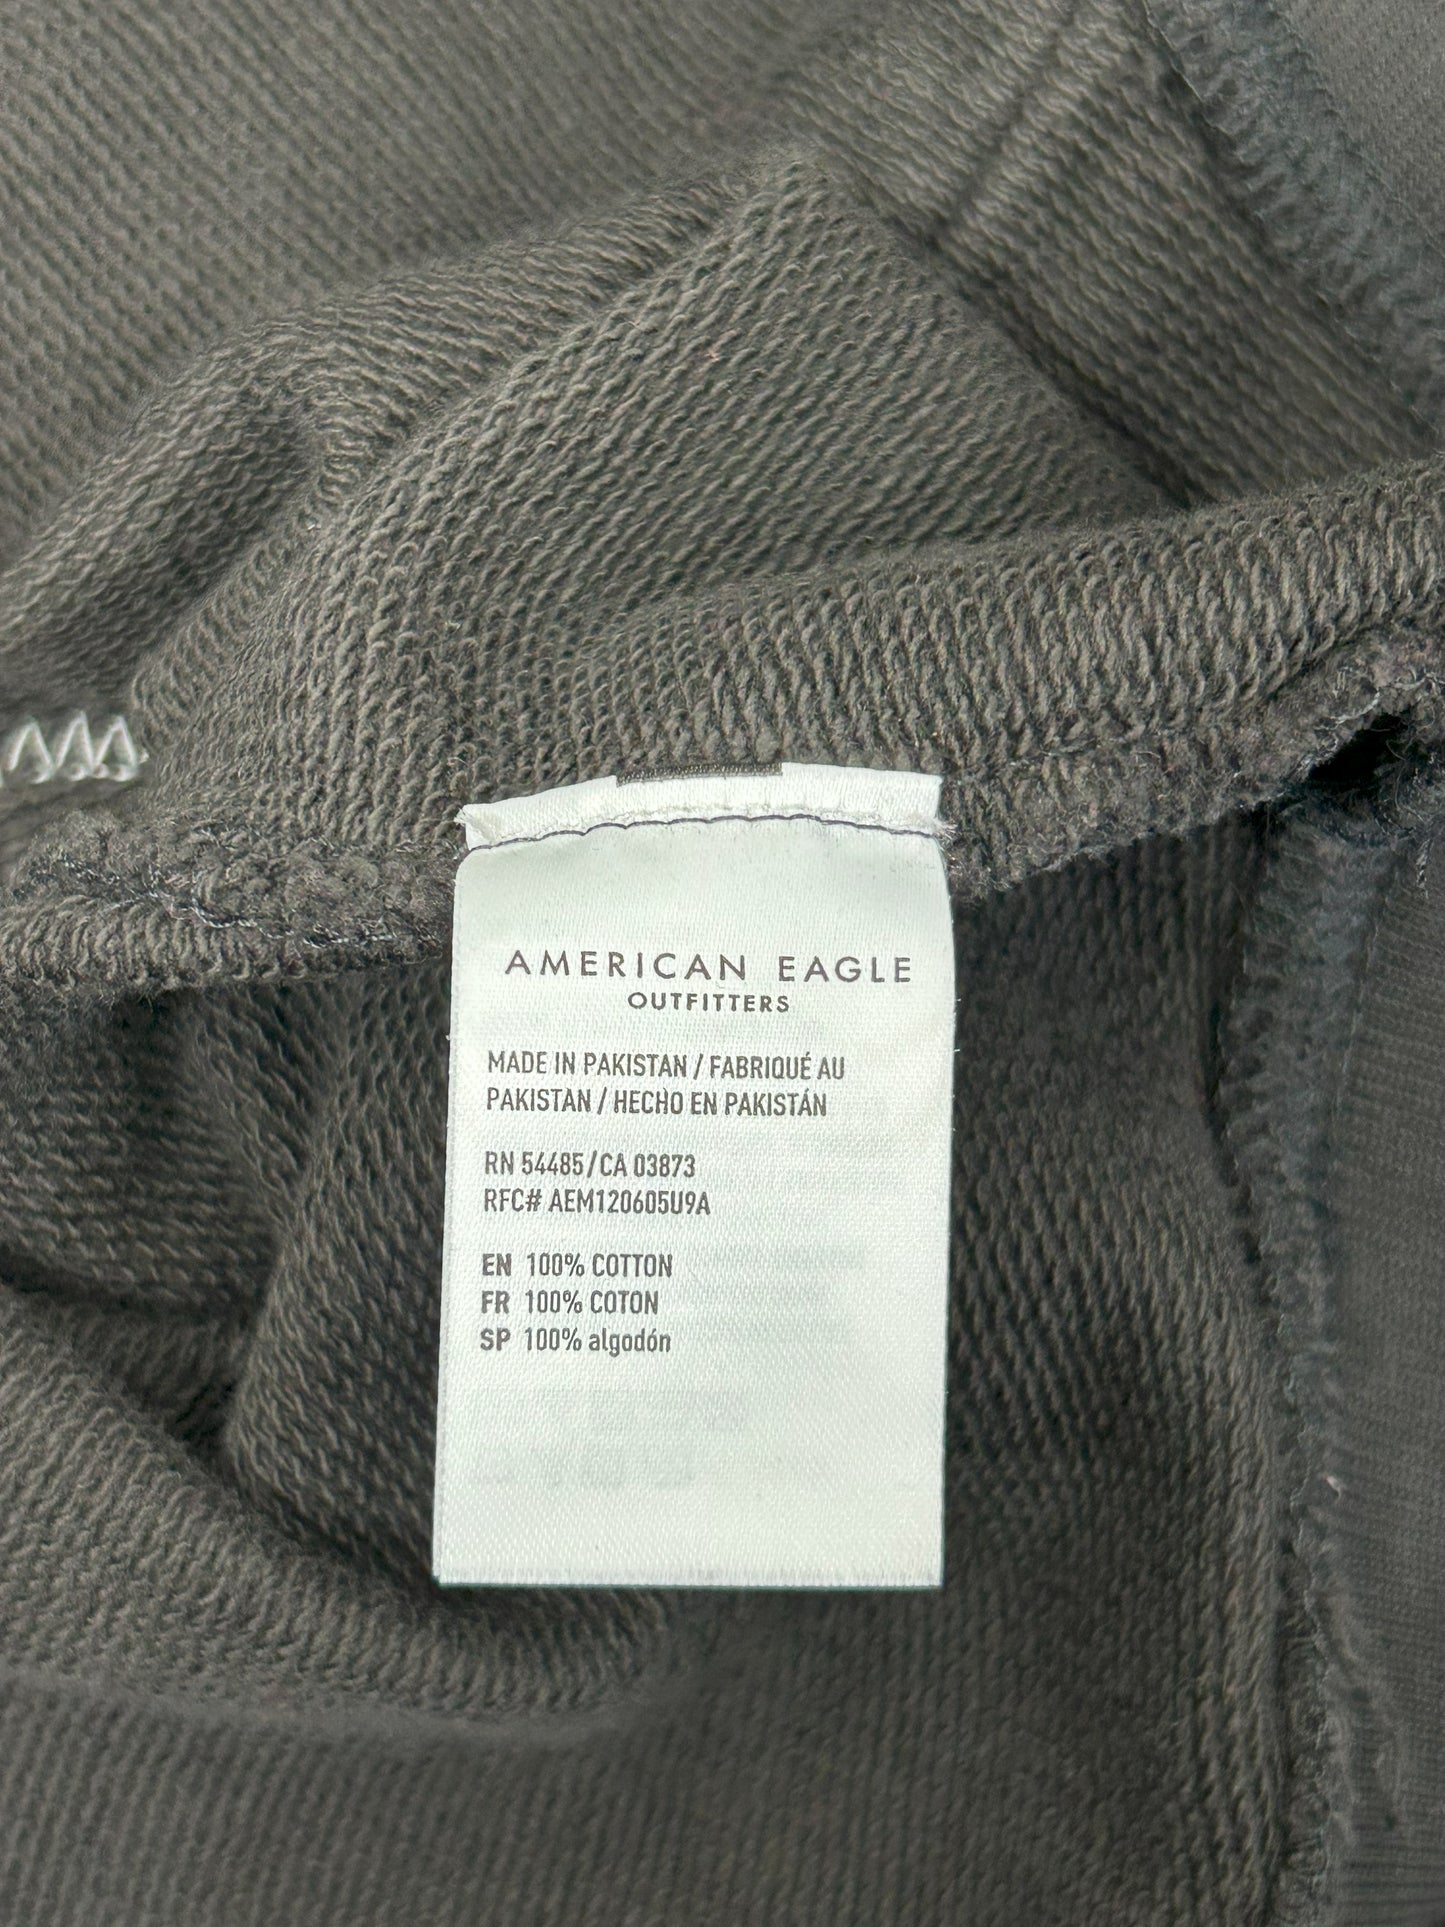 AMERICAN EAGLE
OUTFITTERS
MADE IN PAKISTAN / FABRIQUÉ AU
PAKISTAN / HECHO EN PAKISTÁN
RN 54485/CA 03873
RFC# AEM120605U9A
EN 100% COTTON
FR 100% COTON
SP 100% algodón